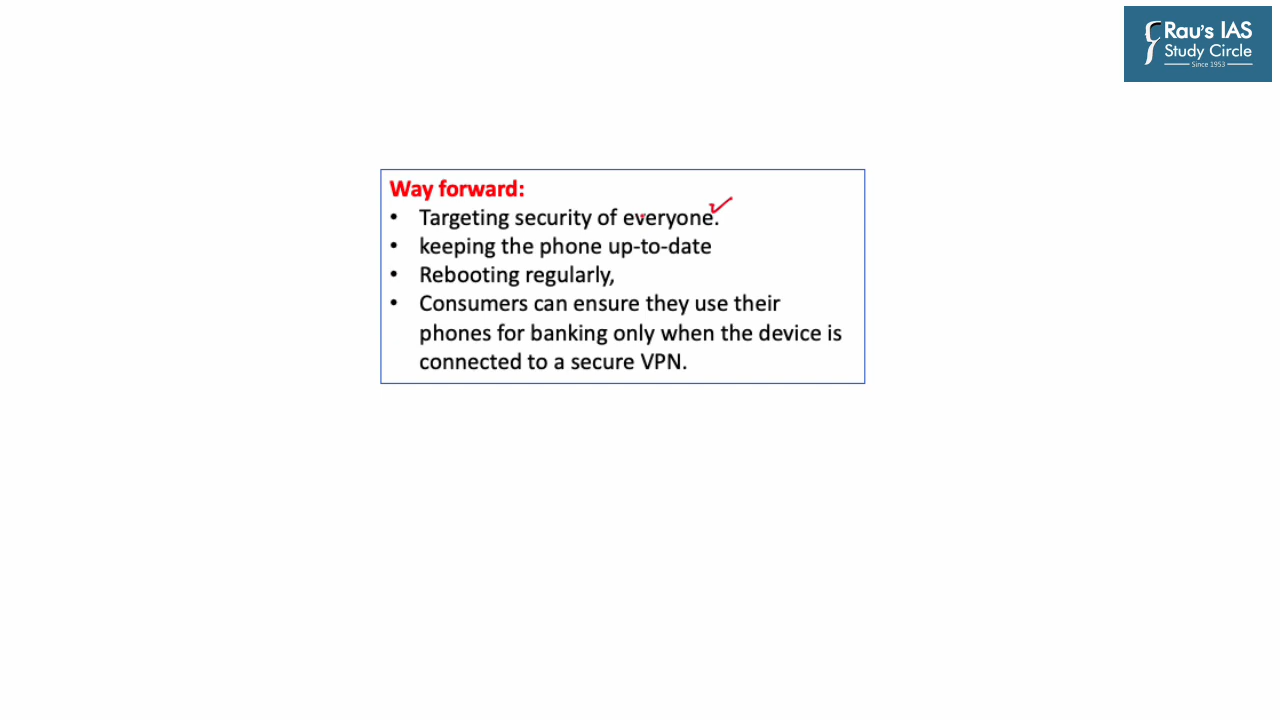 Rau's IAS
Study Circle
Since 1953
Way forward:
• Targeting security of everyone.
• keeping the phone up-to-date
• Rebooting regularly,
• Consumers can ensure they use their
phones for banking only when the device is
connected to a secure VPN.